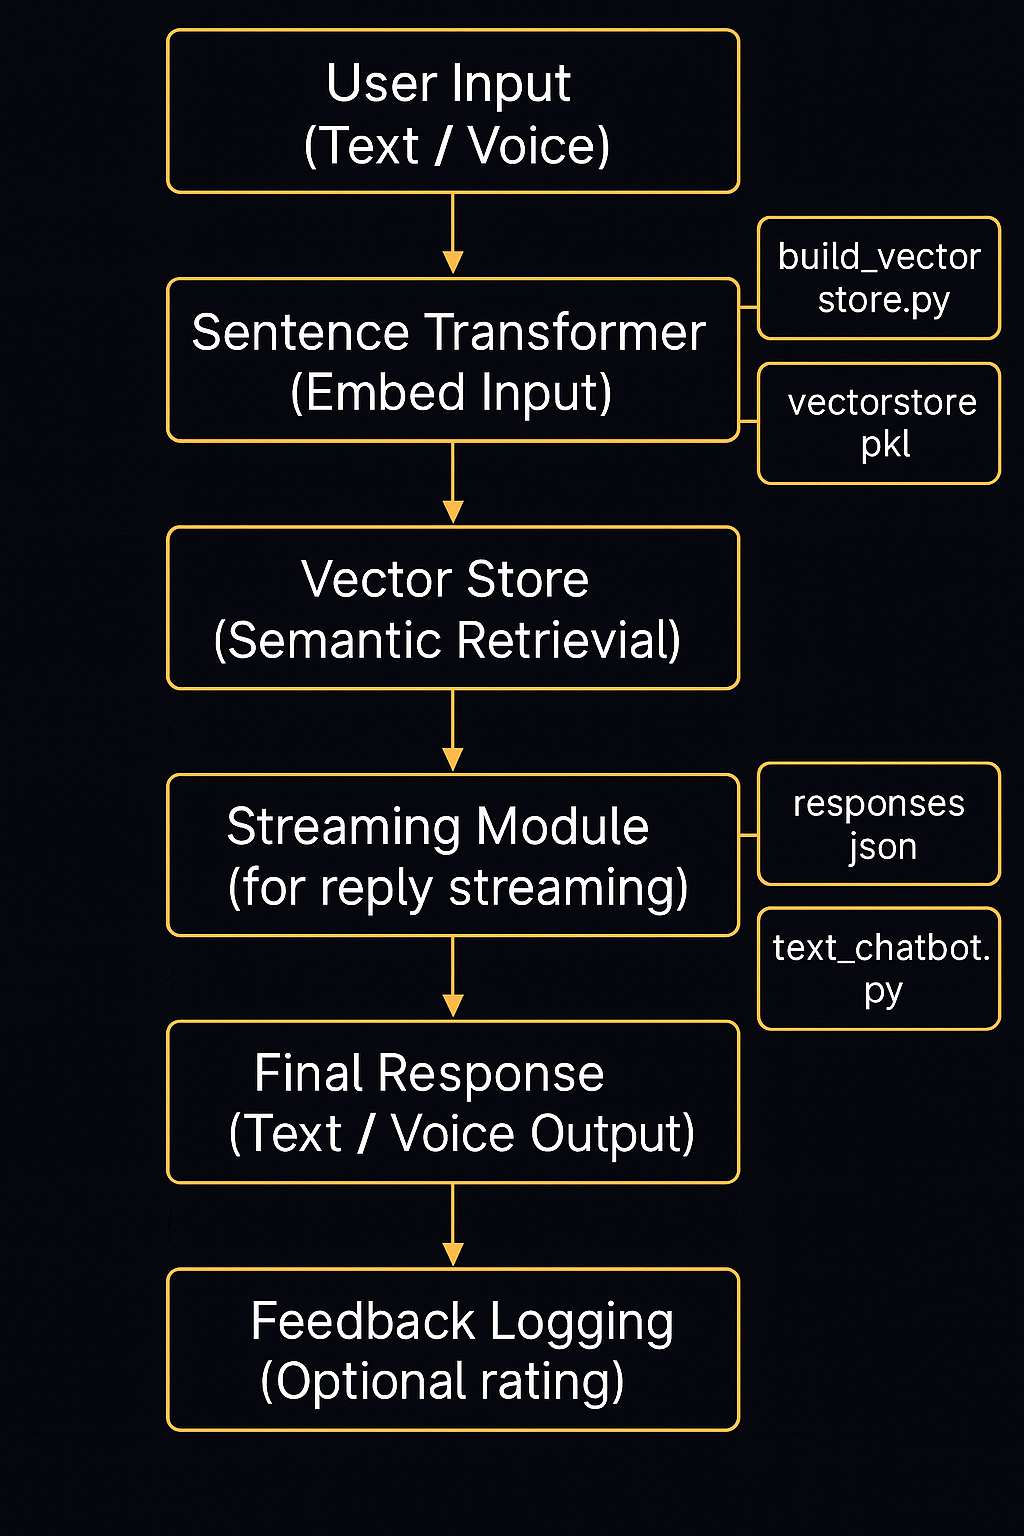 User Input
(Text / Voice)
build_vector
store.py
Sentence Transformer
(Embed Input)
vectorstore
pkl
Vector Store
(Semantic Retrievial)
Streaming Module
(for reply streaming)
responses
json
text_chatbot.
py
Final Response
(Text / Voice Output)
Feedback Logging
(Optional rating)